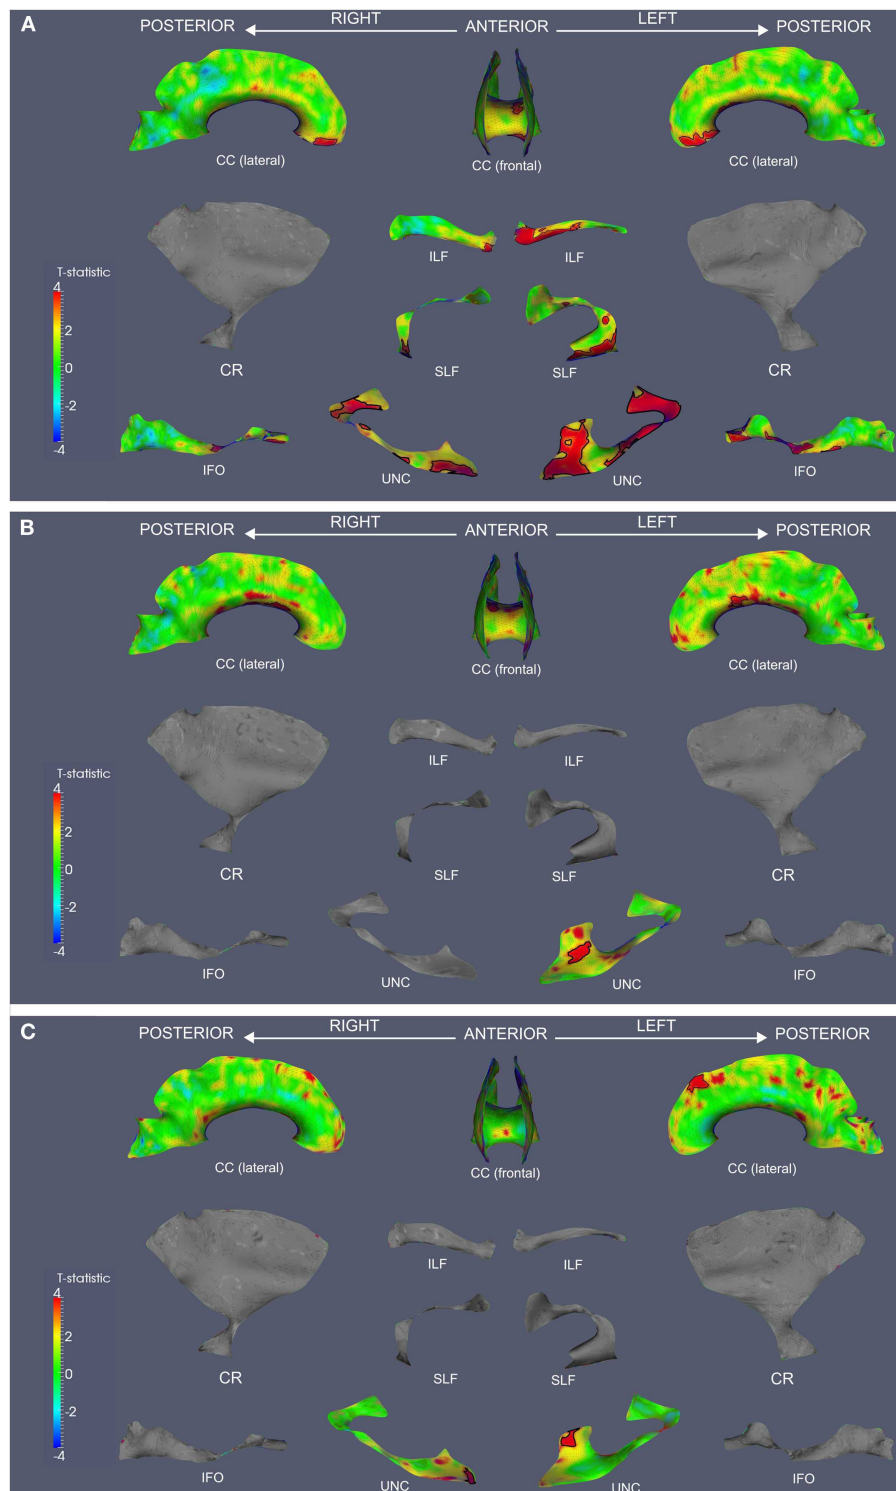 A
POSTERIOR RIGHT ANTERIOR LEFT POSTERIOR
CC (lateral) CC (frontal) CC (lateral)
T-statistic
4
2
0
-2
-4
ILF ILF
CR SLF SLF CR
IFO UNC UNC IFO
B
POSTERIOR RIGHT ANTERIOR LEFT POSTERIOR
CC (lateral) CC (frontal) CC (lateral)
T-statistic
4
2
0
-2
-4
ILF ILF
CR SLF SLF CR
IFO UNC UNC IFO
C
POSTERIOR RIGHT ANTERIOR LEFT POSTERIOR
CC (lateral) CC (frontal) CC (lateral)
T-statistic
4
2
0
-2
-4
ILF ILF
CR SLF SLF CR
IFO UNC UNC IFO